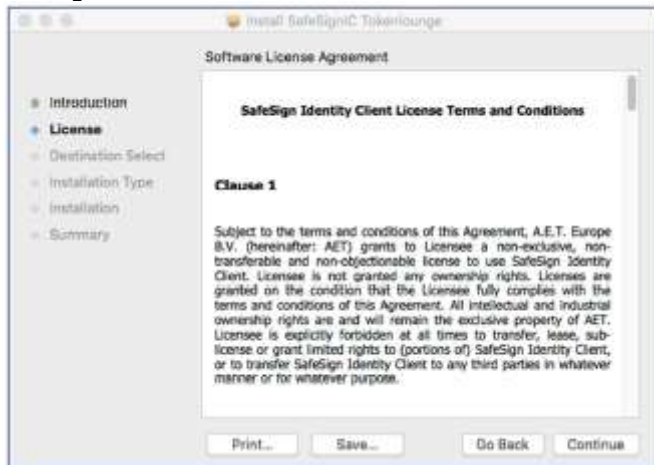 Install SafeSignIC Tokenlounge
Software License Agreement
Introduction
License
Destination Select
Installation Type
Installation
Summary
SafeSign Identity Client License Terms and Conditions
Clause 1
Subject to the terms and conditions of this Agreement, A.E.T. Europe
B.V. (hereinafter: AET) grants to Licensee a non-exclusive, non-
transferable and non-objectionable license to use SafeSign Identity
Client. Licensee is not granted any ownership rights. Licenses are
granted on the condition that the Licensee fully complies with the
terms and conditions of this Agreement. All intellectual and industrial
ownership rights are and will remain the exclusive property of AET.
Licensee is explicitly forbidden at all times to transfer, lease, sub-
license or grant limited rights to (portions of) SafeSign Identity Client,
or to transfer SafeSign Identity Client to any third parties in whatever
manner or for whatever purpose.
Print...
Save...
Go Back
Continue